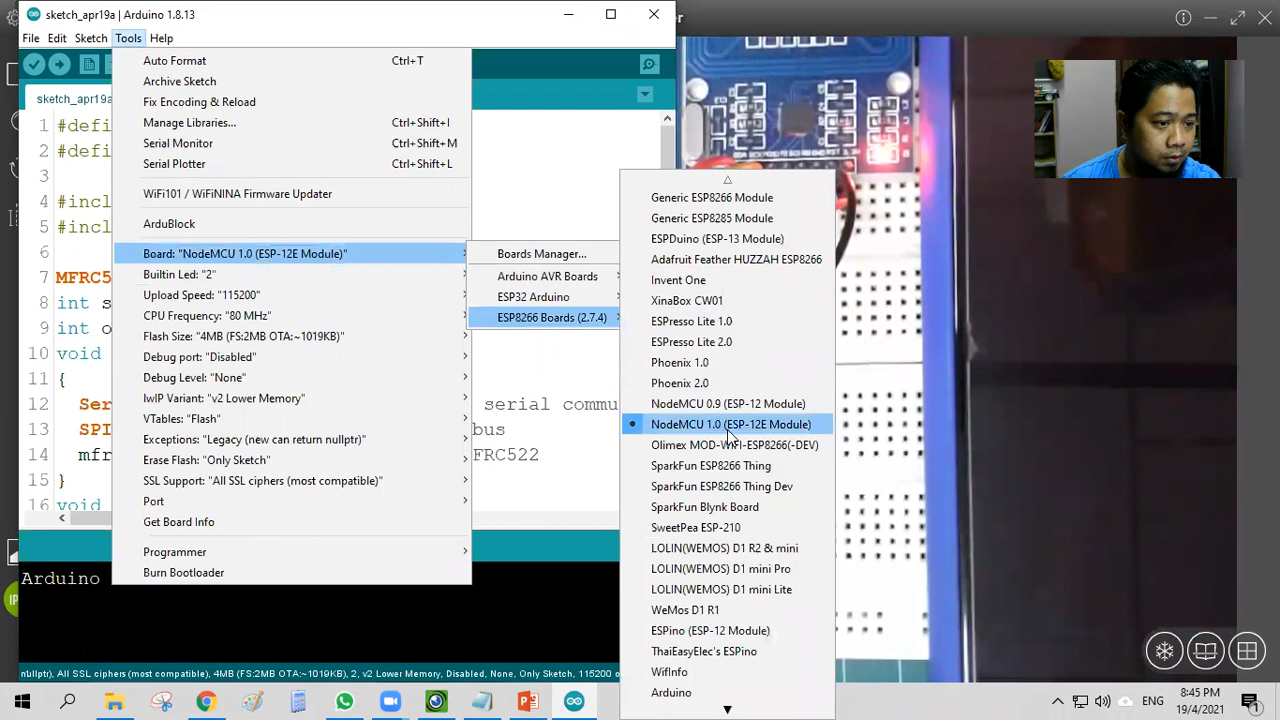 sketch_apr19a | Arduino 1.8.13
er
File Edit Sketch Tools Help
sketch_apr19a
Auto Format Ctrl+T
Archive Sketch
Fix Encoding & Reload
Manage Libraries... Ctrl+Shift+I
Serial Monitor Ctrl+Shift+M
Serial Plotter Ctrl+Shift+L
WiFi101 / WiFiNINA Firmware Updater
ArduBlock
Board: "NodeMCU 1.0 (ESP-12E Module)"
Builtin Led: "2"
Upload Speed: "115200"
CPU Frequency: "80 MHz"
Flash Size: "4MB (FS:2MB OTA:~1019KB)"
Debug port: "Disabled"
Debug Level: "None"
lwIP Variant: "v2 Lower Memory"
VTables: "Flash"
Exceptions: "Legacy (new can return nullptr)"
Erase Flash: "Only Sketch"
SSL Support: "All SSL ciphers (most compatible)"
Port
Get Board Info
Programmer
Burn Bootloader
Boards Manager...
Arduino AVR Boards
ESP32 Arduino
ESP8266 Boards (2.7.4)
Generic ESP8266 Module
Generic ESP8285 Module
ESPDuino (ESP-13 Module)
Adafruit Feather HUZZAH ESP8266
Invent One
XinaBox CW01
ESPresso Lite 1.0
ESPresso Lite 2.0
Phoenix 1.0
Phoenix 2.0
NodeMCU 0.9 (ESP-12 Module)
NodeMCU 1.0 (ESP-12E Module)
Olimex MOD-WIFI-ESP8266(-DEV)
SparkFun ESP8266 Thing
SparkFun ESP8266 Thing Dev
SparkFun Blynk Board
SweetPea ESP-210
LOLIN(WEMOS) D1 R2 & mini
LOLIN(WEMOS) D1 mini Pro
LOLIN(WEMOS) D1 mini Lite
WeMos D1 R1
ESPino (ESP-12 Module)
ThaiEasyElec's ESPino
WifInfo
Arduino
1 #defi
2 #defi
3
4 #incl
5 #incl
6
7 MFRC5
8 int s
9 int o
10 void
11 {
12 Ser serial commu
13 SPI bus
14 mfr FRC522
15 }
16 void
Arduino
nullptr), All SSL ciphers (most compatible), 4MB (FS:2MB OTA:~1019KB), 2, v2 Lower Memory, Disabled, None, Only Sketch, 115200 o
ENG
8:45 PM
19/4/2021